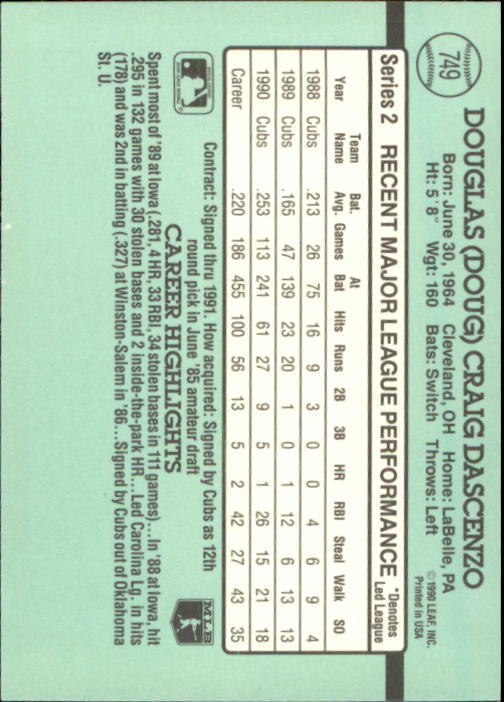 749
DOUGLAS (DOUG) CRAIG DASCENZO
Born: June 30, 1964 Cleveland, OH Home: LaBelle, PA
Ht: 5'8" Wgt: 160 Bats: Switch Throws: Left
© 1990 LEAF, INC.
Printed in USA
Series 2 RECENT MAJOR LEAGUE PERFORMANCE *Denotes Led League
Year Team Name Bat. Avg. Games At Bat Hits Runs 2B 3B HR RBI Steal Walk SO
1988 Cubs .213 26 75 16 9 3 0 0 4 6 9 4
1989 Cubs .165 47 139 23 20 1 0 1 12 6 13 13
1990 Cubs .253 113 241 61 27 9 5 1 26 15 21 18
Career .220 186 455 100 56 13 5 2 42 27 43 35
Contract: Signed thru 1991. How acquired: Signed by Cubs as 12th
round pick in June '85 amateur draft
CAREER HIGHLIGHTS
MLB
Spent most of '89 at Iowa (.281, 4 HR, 33 RBI, 34 stolen bases in 111 games)...In '88 at Iowa, hit
.295 in 132 games with 30 stolen bases and 2 inside-the-park HR...Led Carolina Lg. in hits
(178) and was 2nd in batting (.327) at Winston-Salem in '86...Signed by Cubs out of Oklahoma
St. U.